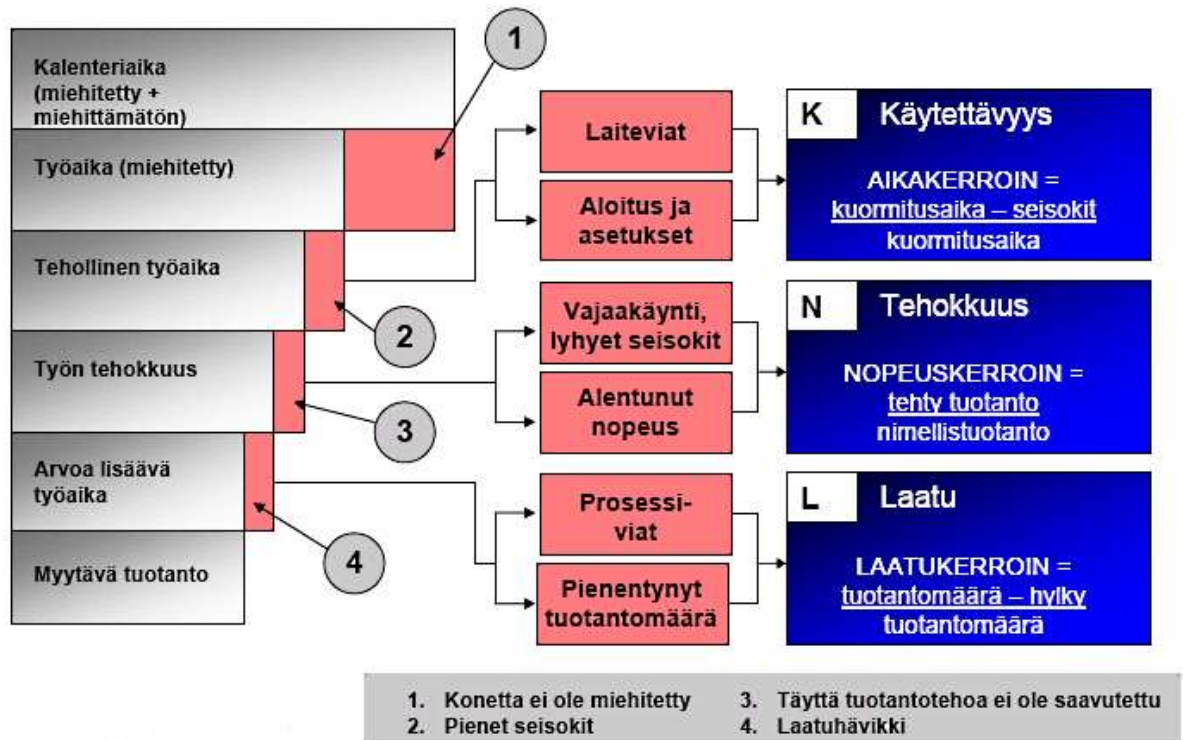 Kalenteriaika
(miehitetty +
miehittämätön)
Työaika (miehitetty)
Tehollinen työaika
Työn tehokkuus
Arvoa lisäävä
työaika
Myytävä tuotanto
1
2
3
4
Laiteviat
Aloitus ja
asetukset
Vajaakäynti,
lyhyet seisokit
Alentunut
nopeus
Prosessi-
viat
Pienentynyt
tuotantomäärä
K Käytettävyys
AIKAKERROIN =
kuormitusaika – seisokit
kuormitusaika
N Tehokkuus
NOPEUSKERROIN =
tehty tuotanto
nimellistuotanto
L Laatu
LAATUKERROIN =
tuotantomäärä – hylky
tuotantomäärä
1. Konetta ei ole miehitetty
2. Pienet seisokit
3. Täyttä tuotantotehoa ei ole saavutettu
4. Laatuhävikki